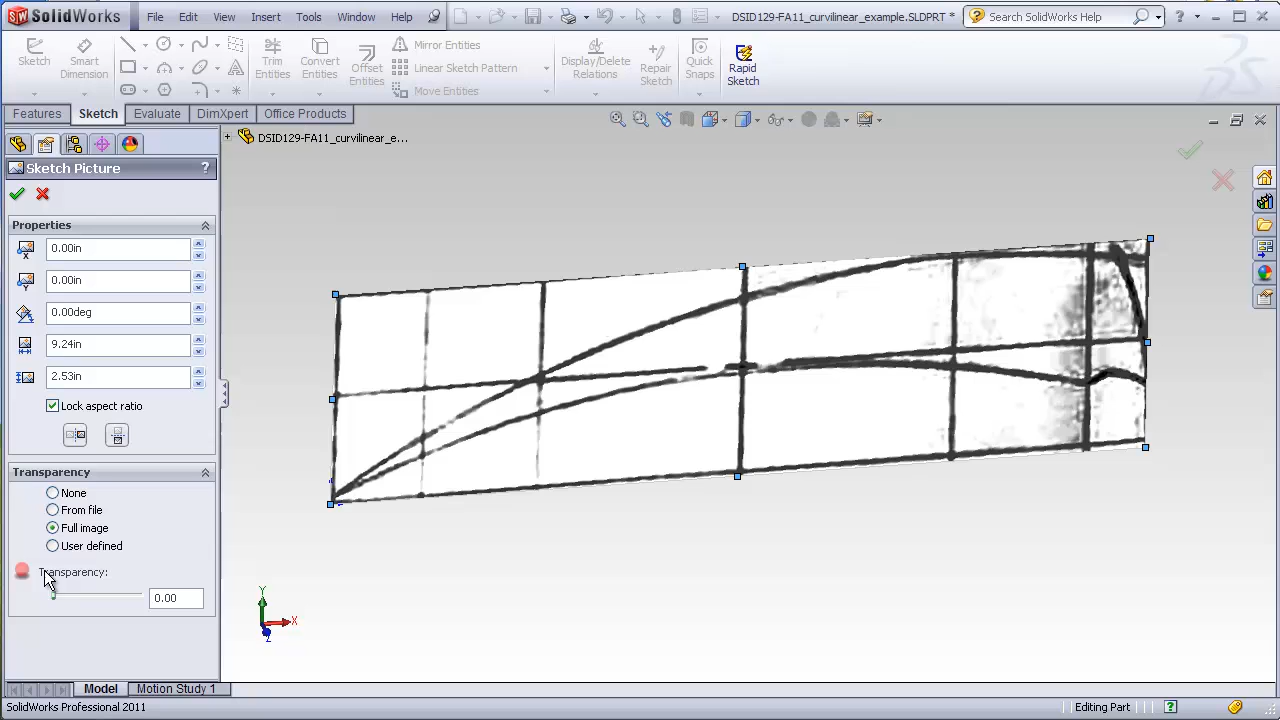 SolidWorks File Edit View Insert Tools Window Help DSID129-FA11_curvilinear_example.SLDPRT * Search SolidWorks Help
Sketch Smart Dimension Trim Entities Convert Entities Offset Entities Mirror Entities Linear Sketch Pattern Move Entities Display/Delete Relations Repair Sketch Quick Snaps Rapid Sketch
Features Sketch Evaluate DimXpert Office Products
DSID129-FA11_curvilinear_e...
Sketch Picture ?
Properties
0.00in
0.00in
0.00deg
9.24in
2.53in
Lock aspect ratio
Transparency
None
From file
Full image
User defined
Transparency:
0.00
Y
X
Z
Model Motion Study 1
SolidWorks Professional 2011 Editing Part